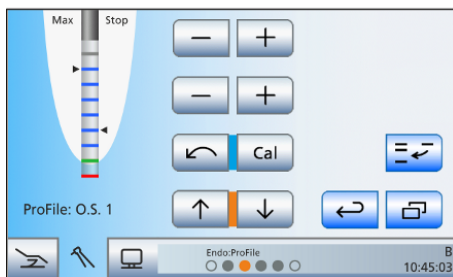 Max Stop
− +
− +
Cal
ProFile: O.S. 1
Endo:ProFile
B
10:45:03